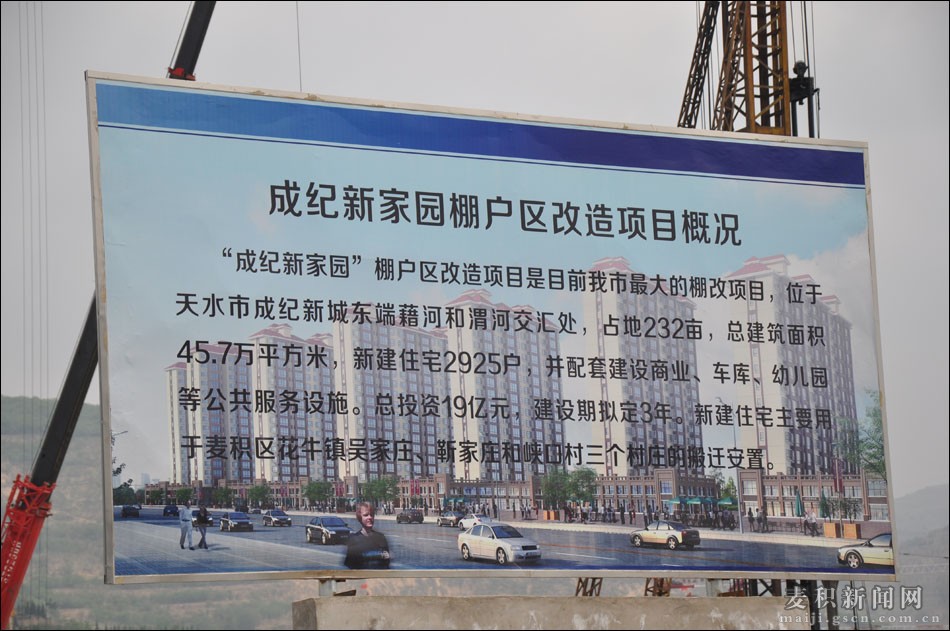 成纪新家园棚户区改造项目概况
“成纪新家园”棚户区改造项目是目前我市最大的棚改项目，位于
天水市成纪新城东端藉河和渭河交汇处，占地232亩，总建筑面积
45.7万平方米，新建住宅2925户，并配套建设商业、车库、幼儿园
等公共服务设施。总投资19亿元，建设期拟定3年。新建住宅主要用
于麦积区花牛镇吴家庄、靳家庄和峡口村三个村庄的搬迁安置。
麦积新闻网
maiji.gscn.com.cn